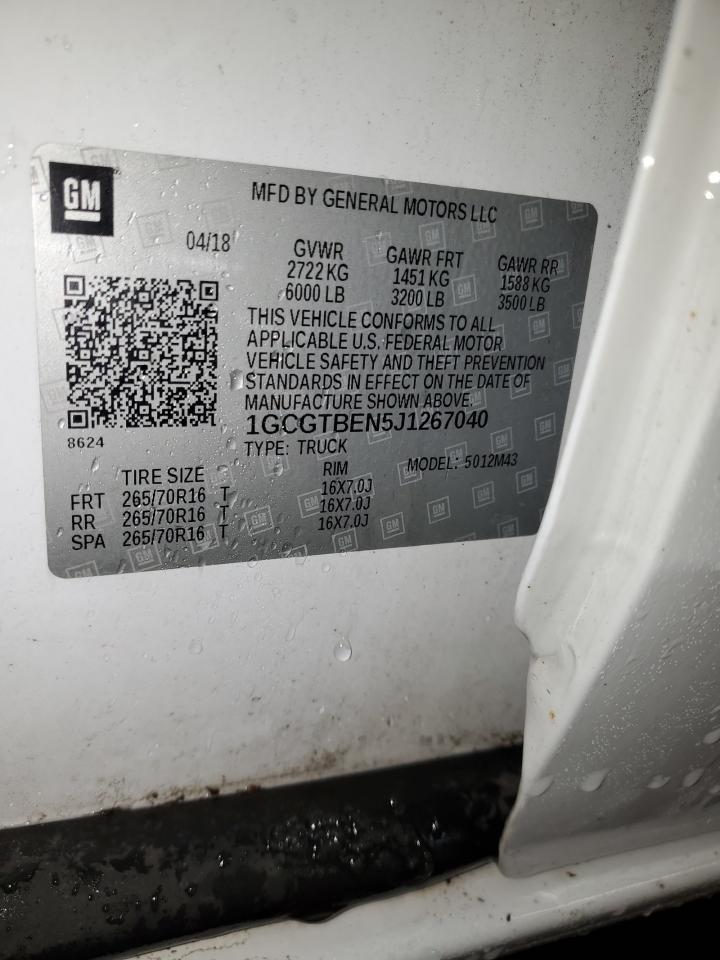 GM
MFD BY GENERAL MOTORS LLC
04/18 GVWR GAWR FRT GAWR RR
2722 KG 1451 KG 1588 KG
6000 LB 3200 LB 3500 LB
THIS VEHICLE CONFORMS TO ALL
APPLICABLE U.S. FEDERAL MOTOR
VEHICLE SAFETY AND THEFT PREVENTION
STANDARDS IN EFFECT ON THE DATE OF
MANUFACTURE SHOWN ABOVE.
1GCGTBEN5J1267040
8624
TYPE: TRUCK MODEL: 5012M43
TIRE SIZE RIM
FRT 265/70R16 T 16X7.0J
RR 265/70R16 T 16X7.0J
SPA 265/70R16 T 16X7.0J